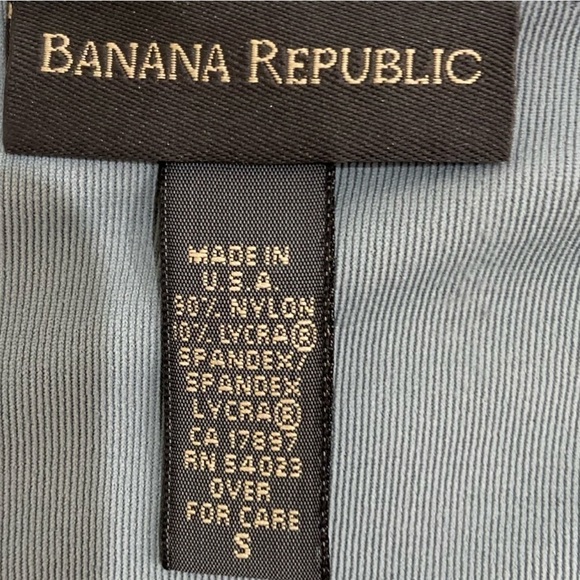 BANANA REPUBLIC
MADE IN
U.S.A
90% NYLON
10% LYCRA®
SPANDEX/
SPANDEX
LYCRA®
CA 17897
RN 54023
OVER
FOR CARE
S